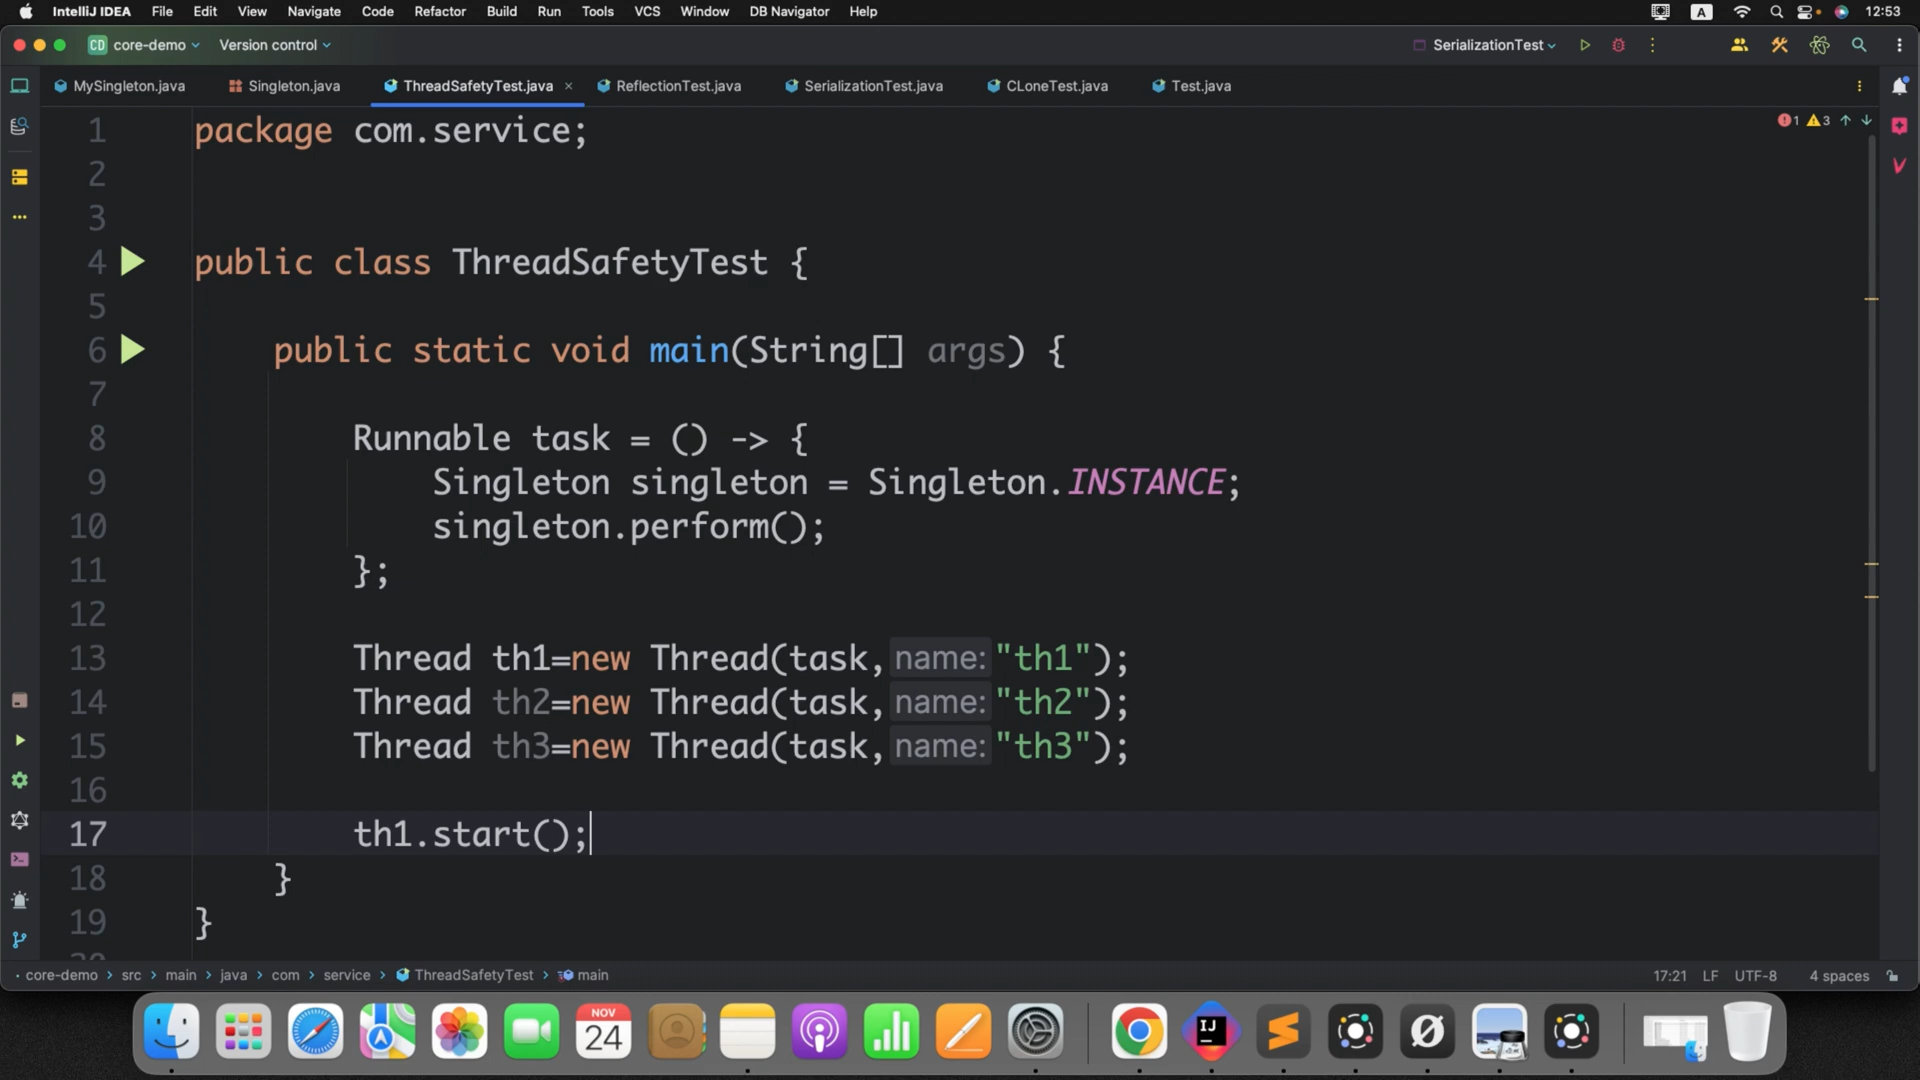 IntelliJ IDEA File Edit View Navigate Code Refactor Build Run Tools VCS Window DB Navigator Help A 12:53
CD core-demo Version control SerializationTest
MySingleton.java Singleton.java ThreadSafetyTest.java ReflectionTest.java SerializationTest.java CLoneTest.java Test.java
1 package com.service; 1 3
2
3
4 public class ThreadSafetyTest {
5
6 public static void main(String[] args) {
7
8 Runnable task = () -> {
9 Singleton singleton = Singleton.INSTANCE;
10 singleton.perform();
11 };
12
13 Thread th1=new Thread(task, name: "th1");
14 Thread th2=new Thread(task, name: "th2");
15 Thread th3=new Thread(task, name: "th3");
16
17 th1.start();
18 }
19 }
core-demo > src > main > java > com > service > ThreadSafetyTest > main 17:21 LF UTF-8 4 spaces
NOV
24
IJ